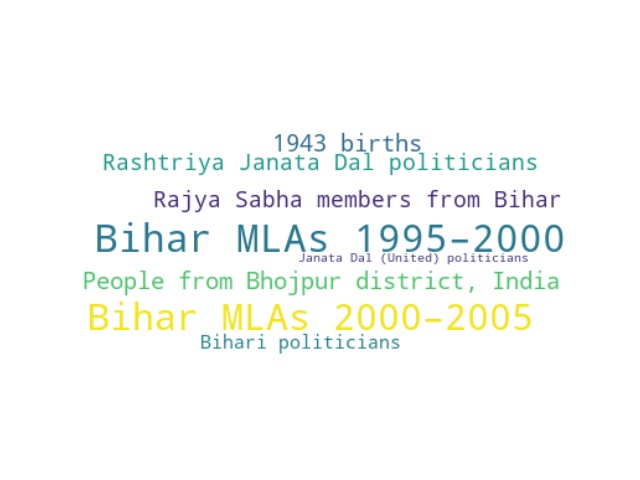 1943 births
Rashtriya Janata Dal politicians
Rajya Sabha members from Bihar
Bihar MLAs 1995–2000
Janata Dal (United) politicians
People from Bhojpur district, India
Bihar MLAs 2000–2005
Bihari politicians